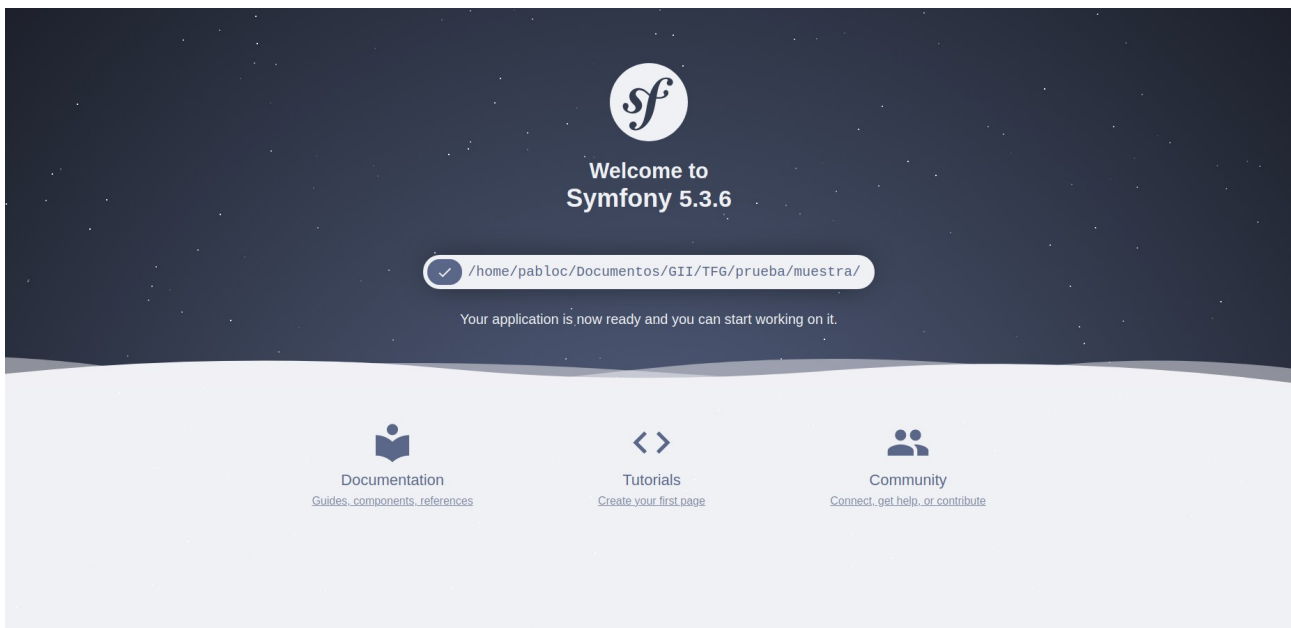 sf
Welcome to
Symfony 5.3.6
/home/pabloc/Documentos/GII/TFG/prueba/muestra/
Your application is now ready and you can start working on it.
Documentation
Guides, components, references
Tutorials
Create your first page
Community
Connect, get help, or contribute